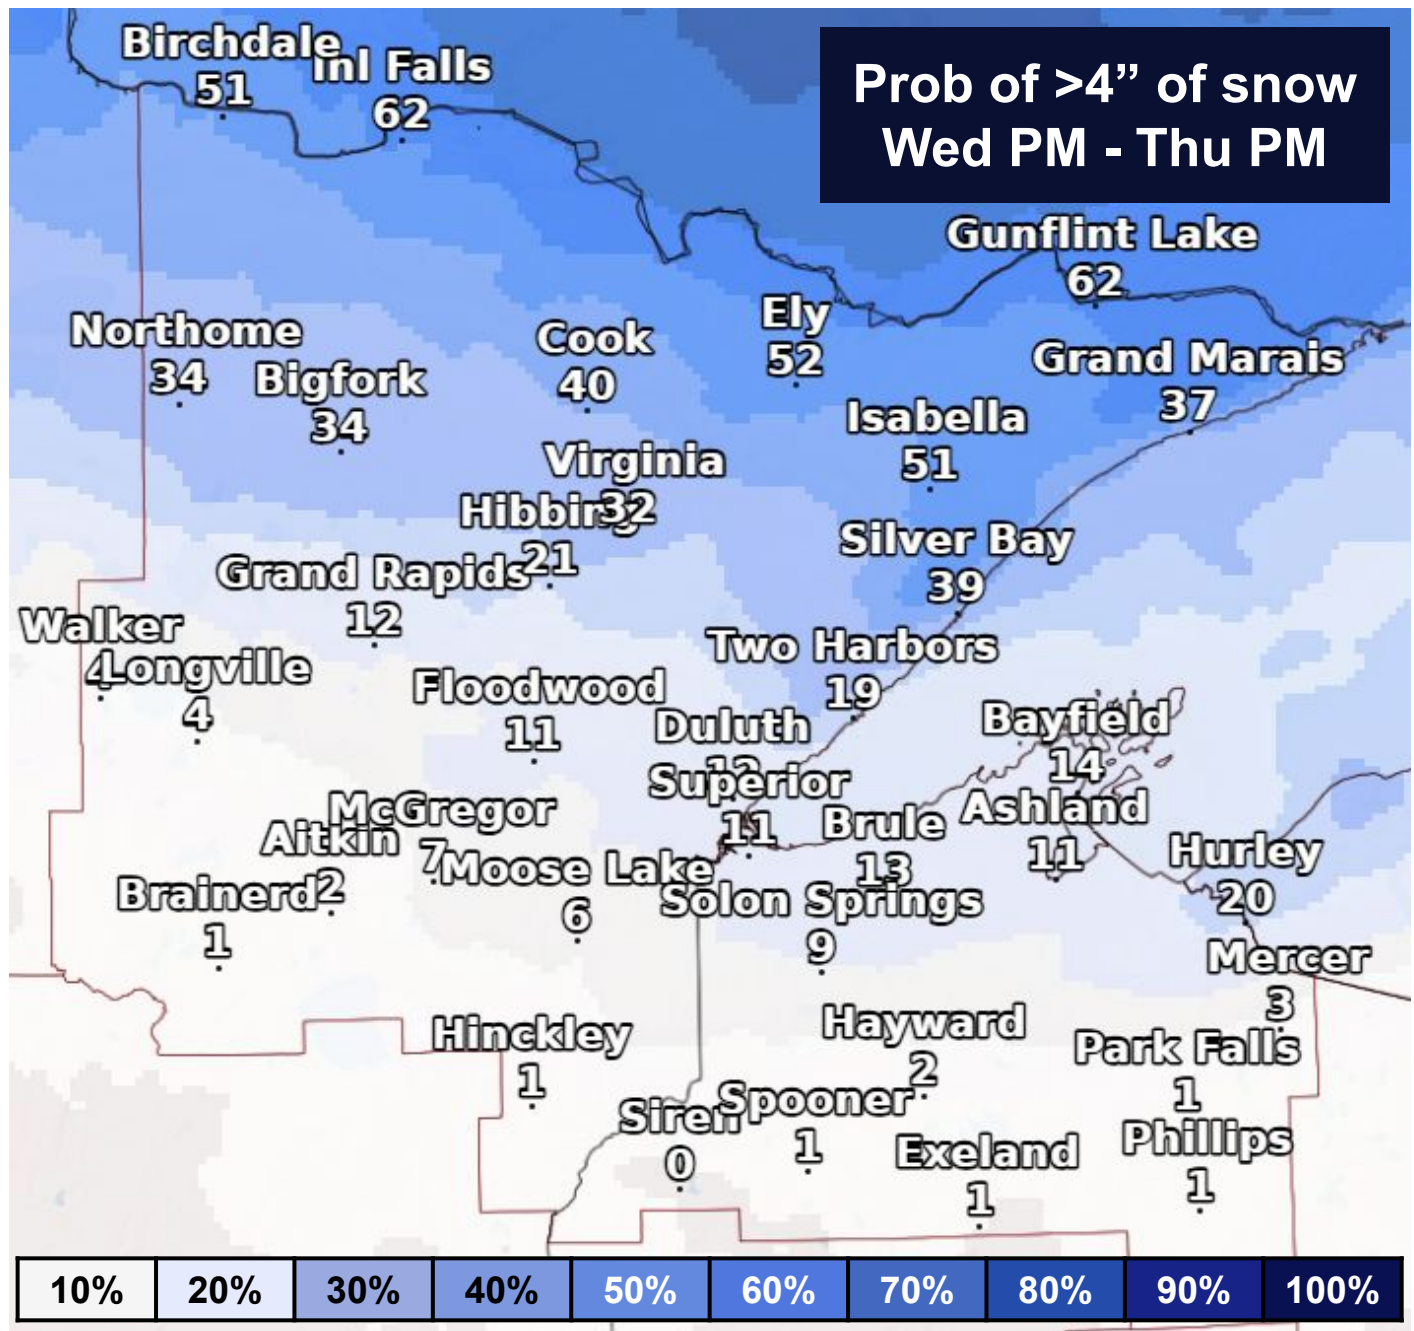 Prob of >4” of snow
Wed PM - Thu PM
Birchdale
51
Inl Falls
62
Gunflint Lake
62
Northome
34
Bigfork
34
Cook
40
Ely
52
Grand Marais
37
Isabella
51
Virginia
32
Hibbing
21
Silver Bay
39
Grand Rapids
12
Walker
4
Longville
4
Two Harbors
19
Floodwood
11
Duluth
Bayfield
14
Superior
11
McGregor
7
Aitkin
2
Brule
13
Ashland
11
Hurley
20
Moose Lake
6
Brainerd
1
Solon Springs
9
Mercer
3
Hinckley
1
Hayward
2
Park Falls
1
Siren
0
Spooner
1
Exeland
1
Phillips
1
10% 20% 30% 40% 50% 60% 70% 80% 90% 100%